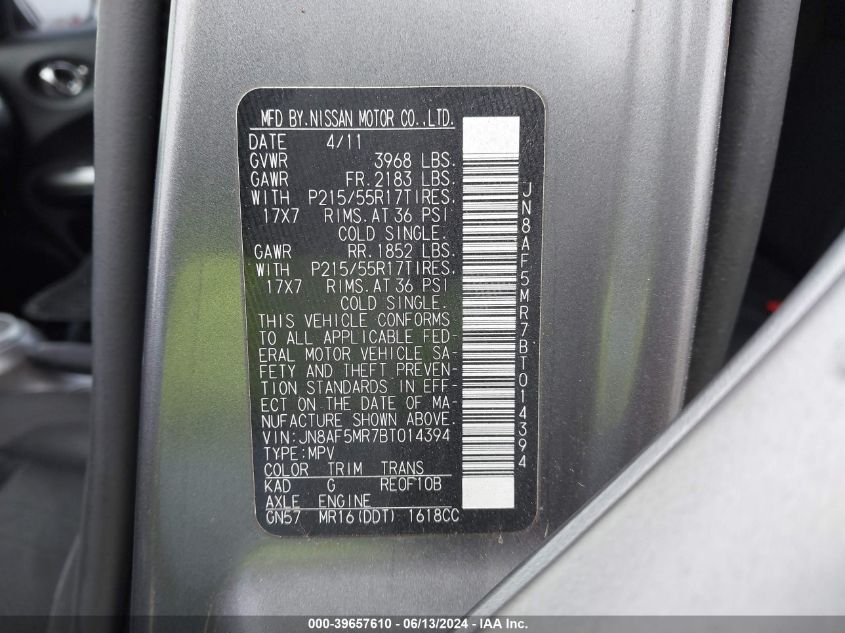 MFD BY.NISSAN MOTOR CO.,LTD.
DATE 4/11
GVWR 3968 LBS.
GAWR FR.2183 LBS.
WITH P215/55R17TIRES.
17X7 RIMS.AT 36 PSI
COLD SINGLE.
GAWR RR.1852 LBS.
WITH P215/55R17TIRES.
17X7 RIMS.AT 36 PSI
COLD SINGLE.
THIS VEHICLE CONFORMS
TO ALL APPLICABLE FED
ERAL MOTOR VEHICLE SA-
FETY AND THEFT PREVEN-
TION STANDARDS IN EFF-
ECT ON THE DATE OF MA-
NUFACTURE SHOWN ABOVE.
VIN:JN8AF5MR7BT014394
TYPE:MPV
COLOR TRIM TRANS
KAD G RE0F10B
AXLE ENGINE
GN57 MR16(DDT) 1618CC
JN8AF5MR7BT014394
000-39657610 - 06/13/2024 - IAA Inc.